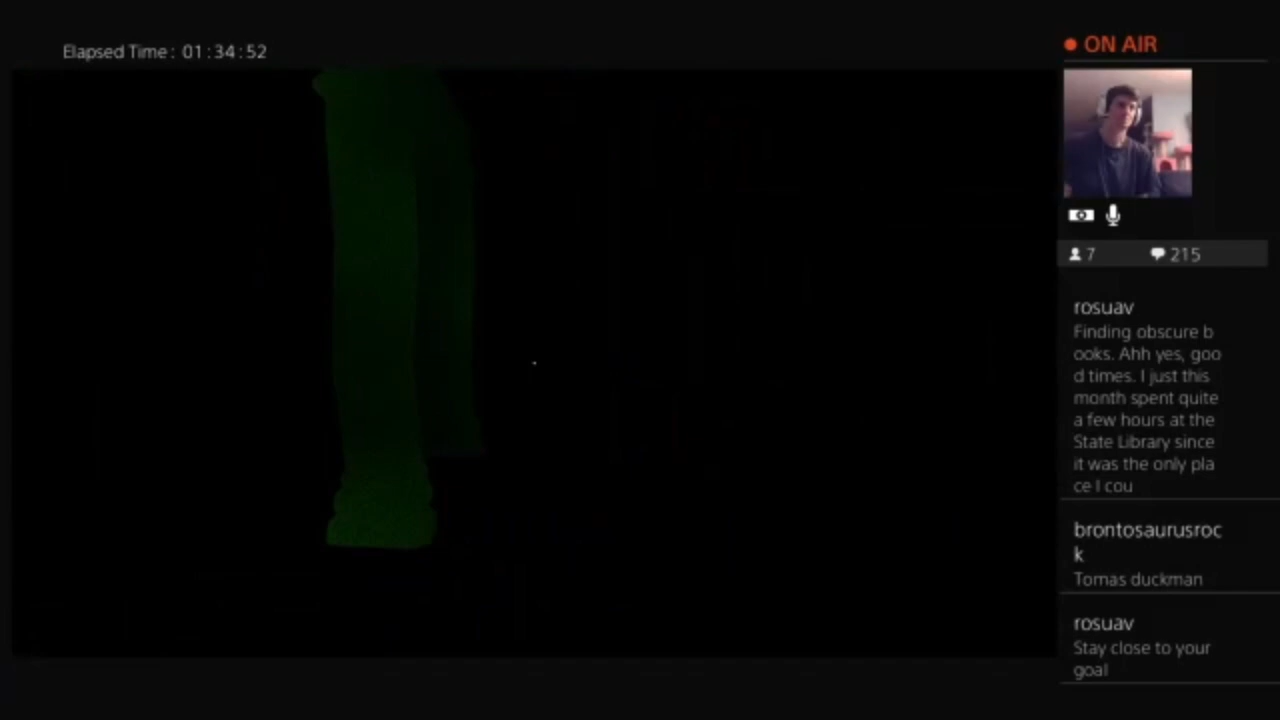 Elapsed Time: 01:34:52
ON AIR
7
215
rosuav
Finding obscure b
ooks. Ahh yes, goo
d times. I just this
month spent quite
a few hours at the
State Library since
it was the only pla
ce I cou
brontosaurusroc
k
Tomas duckman
rosuav
Stay close to your
goal